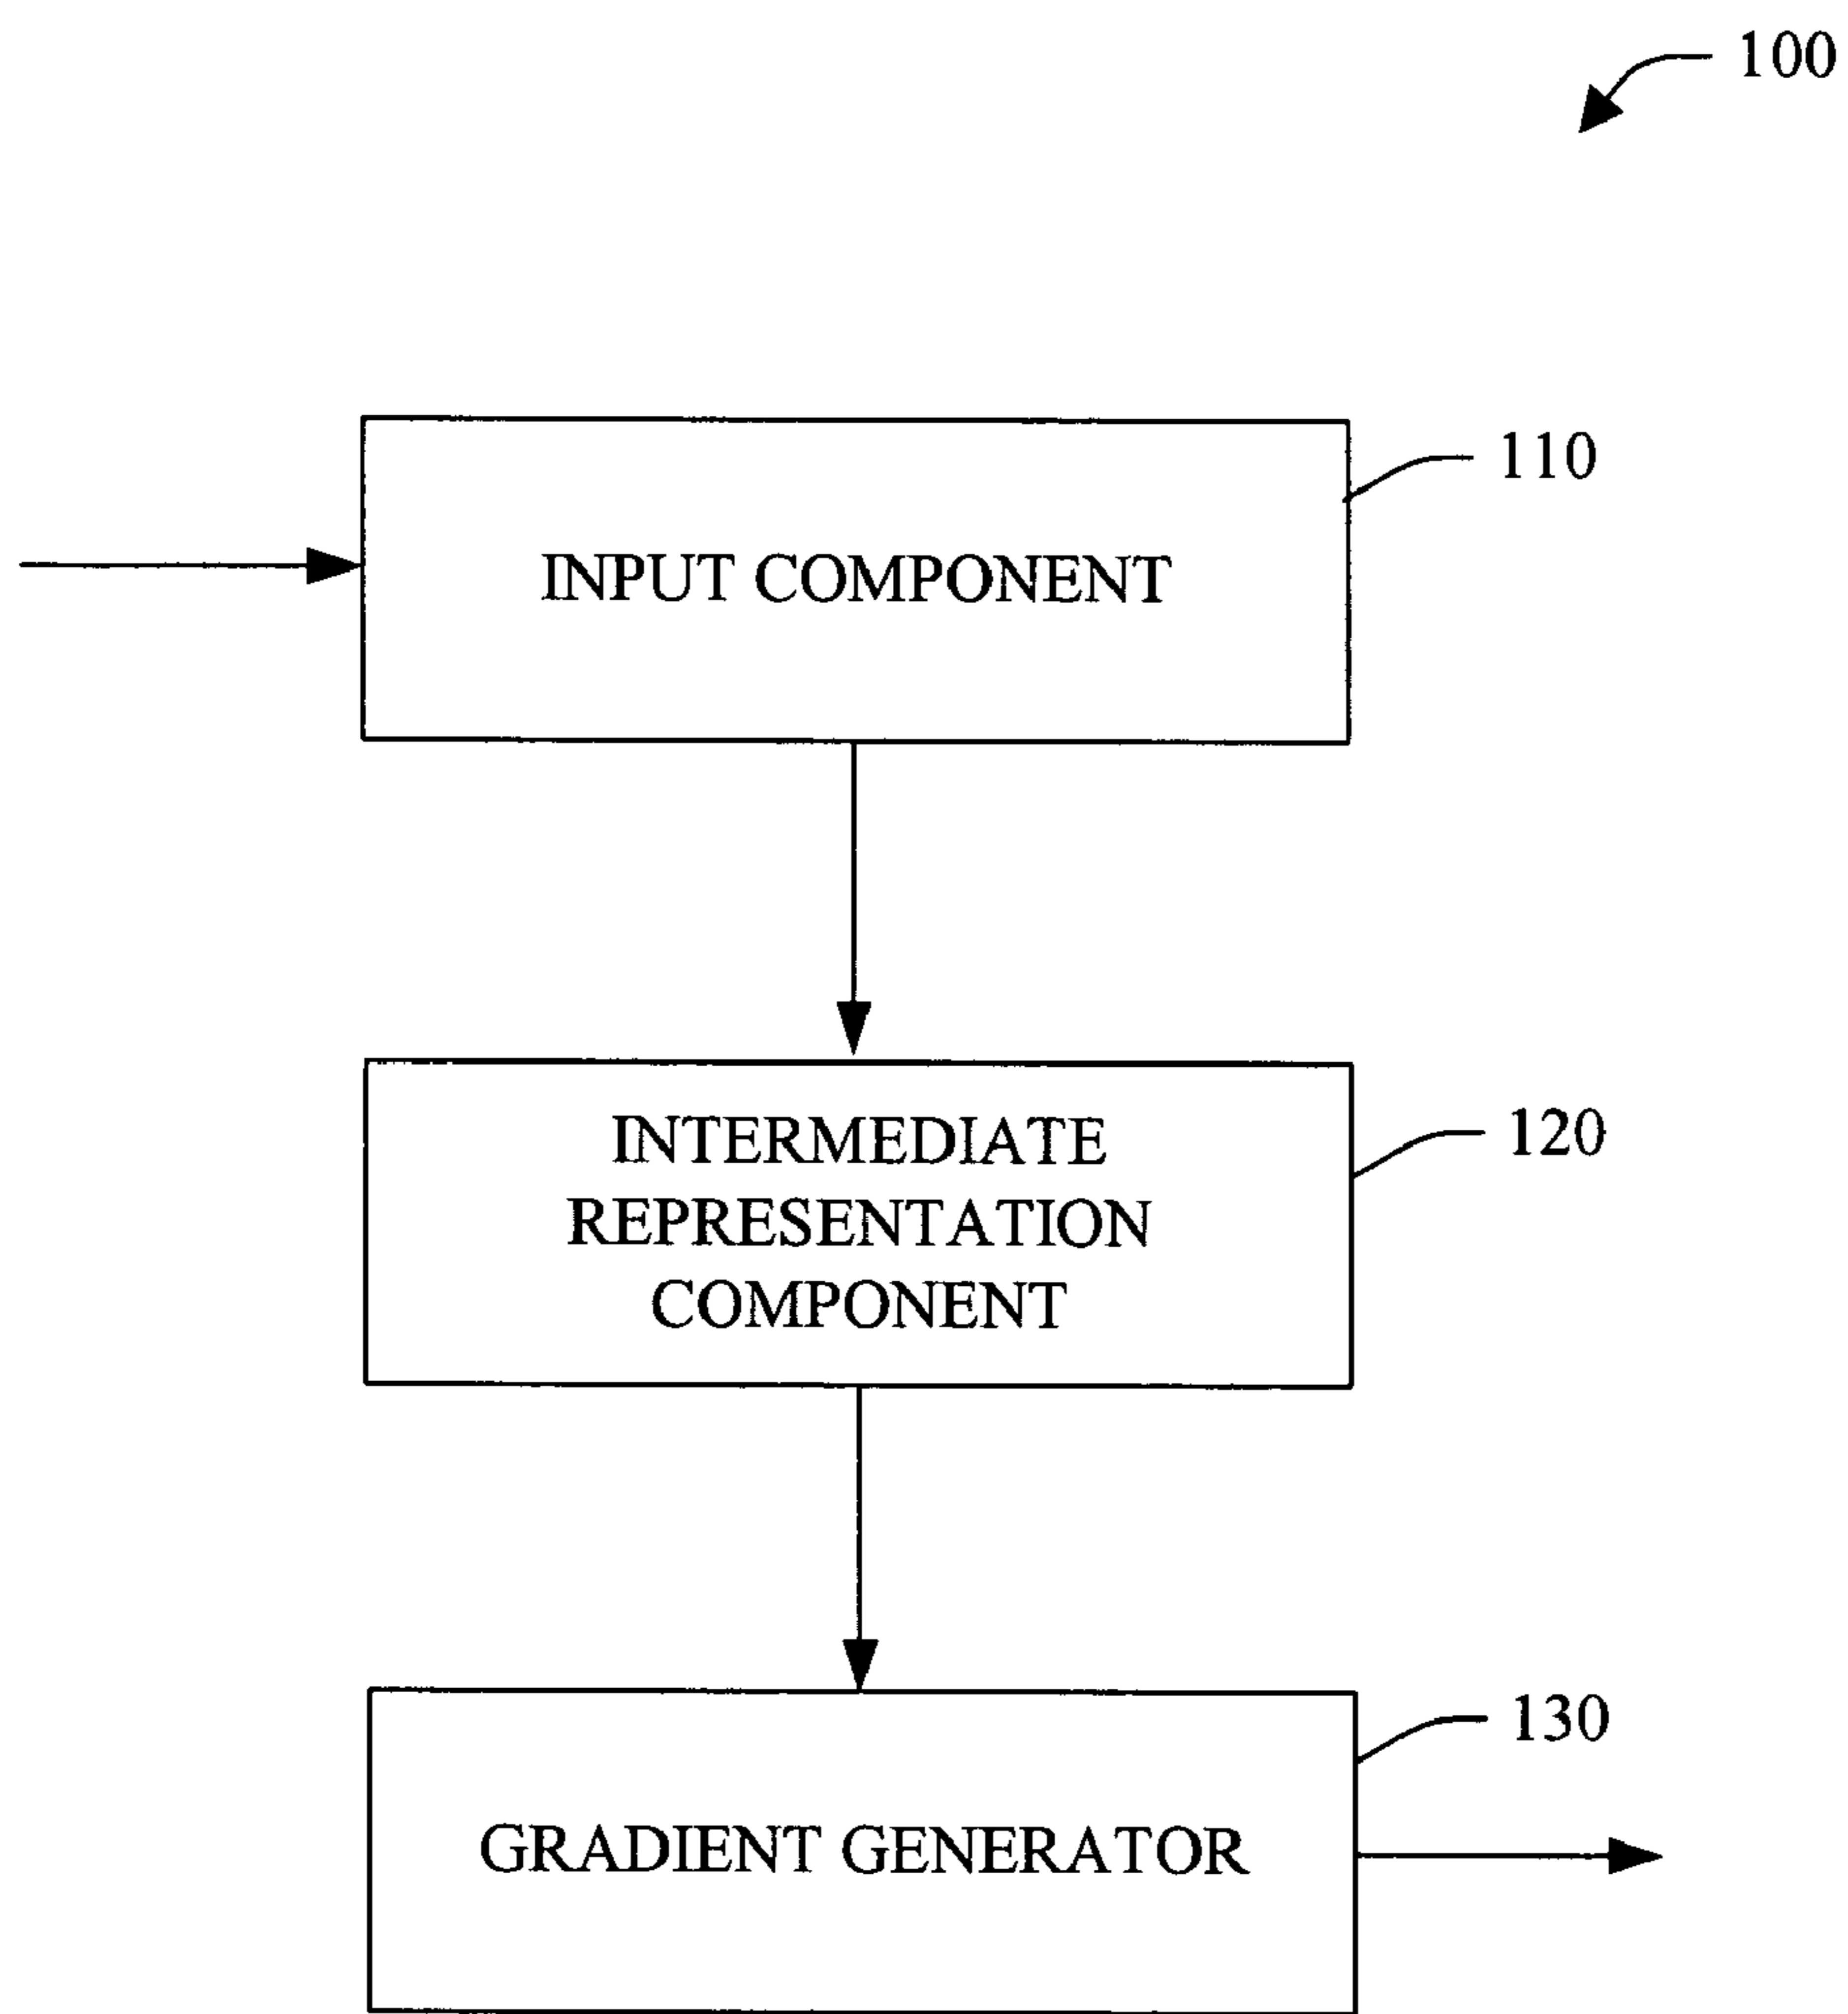 100
110
INPUT COMPONENT
120
INTERMEDIATE
REPRESENTATION
COMPONENT
130
GRADIENT GENERATOR